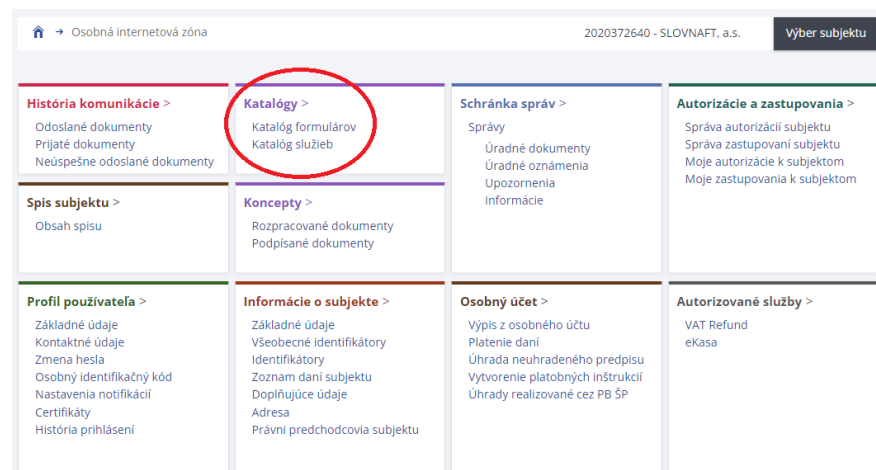 → Osobná internetová zóna
2020372640 - SLOVNAFT, a.s.
Výber subjektu
História komunikácie >
Odoslané dokumenty
Prijaté dokumenty
Neúspešne odoslané dokumenty
Katalógy >
Katalóg formulárov
Katalóg služieb
Schránka správ >
Správy
Úradné dokumenty
Úradné oznámenia
Upozornenia
Informácie
Autorizácie a zastupovania >
Správa autorizácií subjektu
Správa zastupovaní subjektu
Moje autorizácie k subjektom
Moje zastupovania k subjektom
Spis subjektu >
Obsah spisu
Koncepty >
Rozpracované dokumenty
Podpísané dokumenty
Profil používateľa >
Základné údaje
Kontaktné údaje
Zmena hesla
Osobný identifikačný kód
Nastavenia notifikácií
Certifikáty
História prihlásení
Informácie o subjekte >
Základné údaje
Všeobecné identifikátory
Identifikátory
Zoznam daní subjektu
Doplňujúce údaje
Adresa
Právni predchodcovia subjektu
Osobný účet >
Výpis z osobného účtu
Platenie daní
Úhrada neuhradeného predpisu
Vytvorenie platobných inštrukcií
Úhrady realizované cez PB ŠP
Autorizované služby >
VAT Refund
eKasa